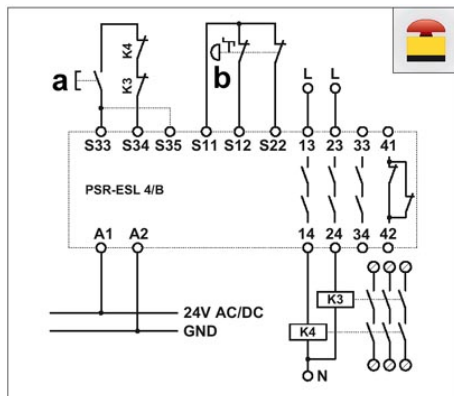 K4
a
b
K3
L L
S33 S34 S35 S11 S12 S22 13 23 33 41
PSR-ESL 4/B
A1 A2 14 24 34 42
K3
24V AC/DC
K4
GND
N